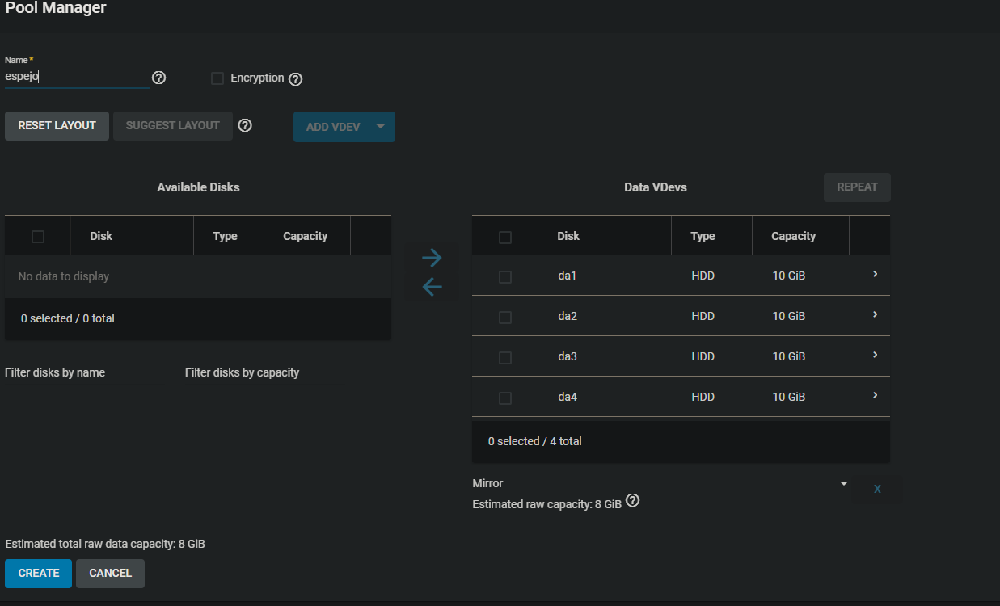 Pool Manager
Name *
espejo
Encryption
RESET LAYOUT SUGGEST LAYOUT ADD VDEV
Available Disks
Disk Type Capacity
No data to display
0 selected / 0 total
Filter disks by name Filter disks by capacity
Data VDevs REPEAT
Disk Type Capacity
da1 HDD 10 GiB
da2 HDD 10 GiB
da3 HDD 10 GiB
da4 HDD 10 GiB
0 selected / 4 total
Mirror X
Estimated raw capacity: 8 GiB
Estimated total raw data capacity: 8 GiB
CREATE CANCEL